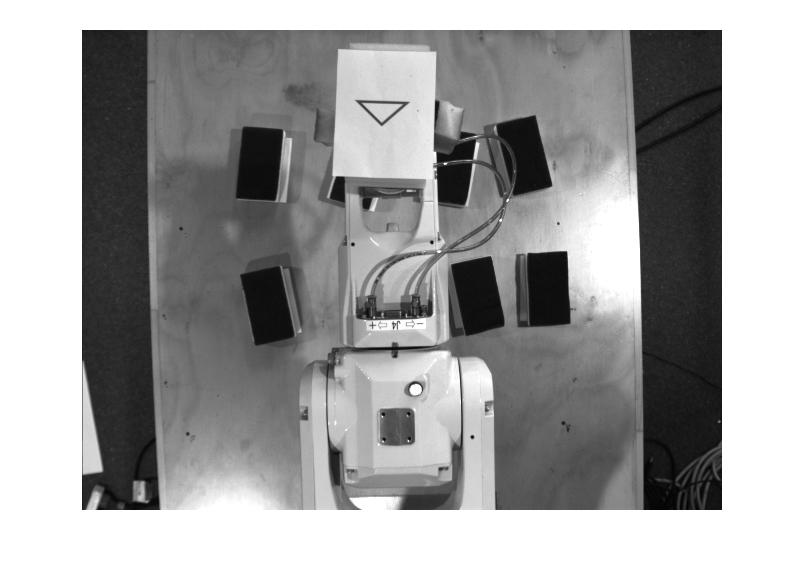 - ⇦ J4 ⇨ +